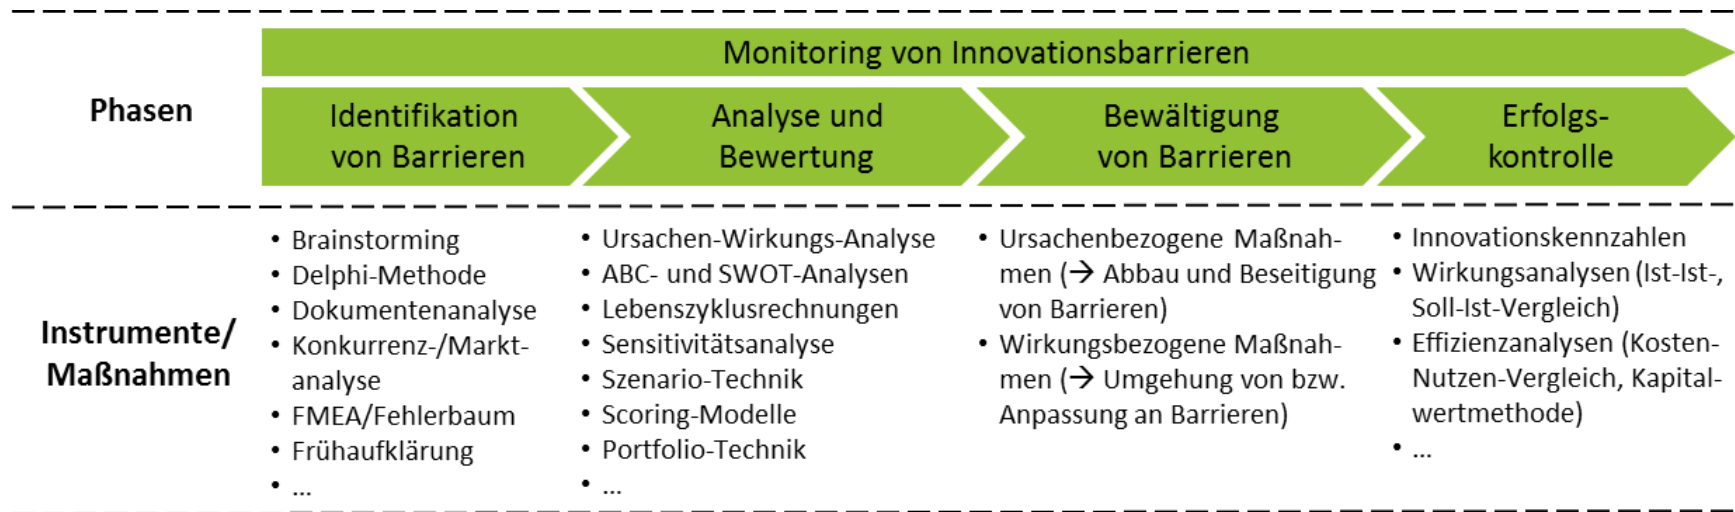 Monitoring von Innovationsbarrieren
Phasen
Identifikation
von Barrieren
Analyse und
Bewertung
Bewältigung
von Barrieren
Erfolgs-
kontrolle
Instrumente/
Maßnahmen
• Brainstorming
• Delphi-Methode
• Dokumentenanalyse
• Konkurrenz-/Markt-
analyse
• FMEA/Fehlerbaum
• Frühaufklärung
• ...
• Ursachen-Wirkungs-Analyse
• ABC- und SWOT-Analysen
• Lebenszyklusrechnungen
• Sensitivitätsanalyse
• Szenario-Technik
• Scoring-Modelle
• Portfolio-Technik
• ...
• Ursachenbezogene Maßnah-
men (→ Abbau und Beseitigung
von Barrieren)
• Wirkungsbezogene Maßnah-
men (→ Umgehung von bzw.
Anpassung an Barrieren)
• Innovationskennzahlen
• Wirkungsanalysen (Ist-Ist-,
Soll-Ist-Vergleich)
• Effizienzanalysen (Kosten-
Nutzen-Vergleich, Kapital-
wertmethode)
• ...